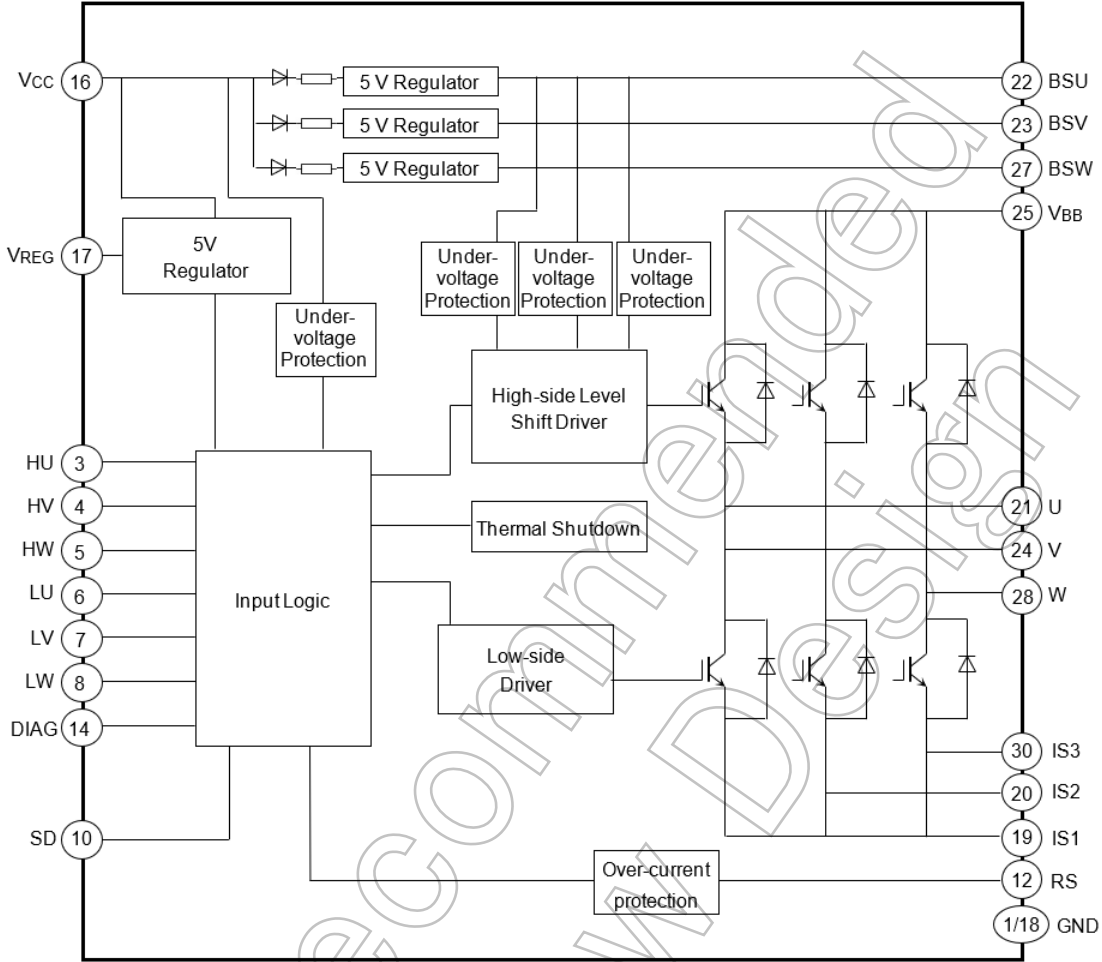 VCC 16
5 V Regulator
22 BSU
5 V Regulator
23 BSV
5 V Regulator
27 BSW
25 VBB
VREG 17
5V
Regulator
Under-
voltage
Protection
Under-
voltage
Protection
Under-
voltage
Protection
Under-
voltage
Protection
High-side Level
Shift Driver
HU 3
HV 4
HW 5
LU 6
LV 7
LW 8
DIAG 14
SD 10
Input Logic
Thermal Shutdown
Low-side
Driver
21 U
24 V
28 W
30 IS3
20 IS2
19 IS1
Over-current
protection
12 RS
1/18 GND
ecommended
w Design